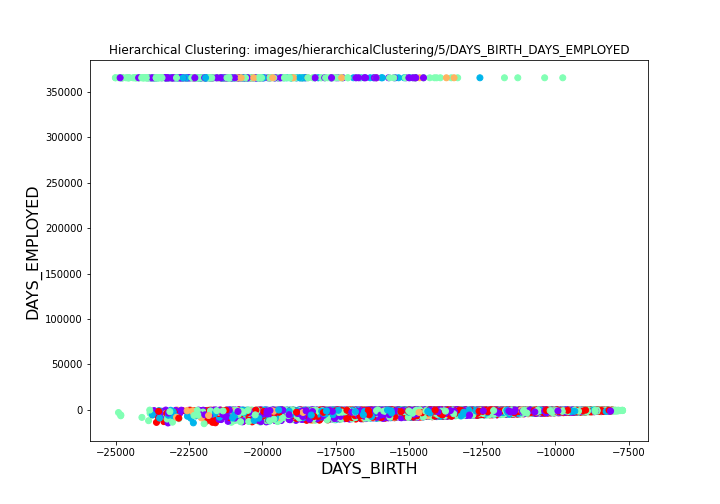 Hierarchical Clustering: images/hierarchicalClustering/5/DAYS_BIRTH_DAYS_EMPLOYED
350000
300000
250000
200000
150000
100000
50000
0
DAYS_EMPLOYED
−25000 −22500 −20000 −17500 −15000 −12500 −10000 −7500
DAYS_BIRTH